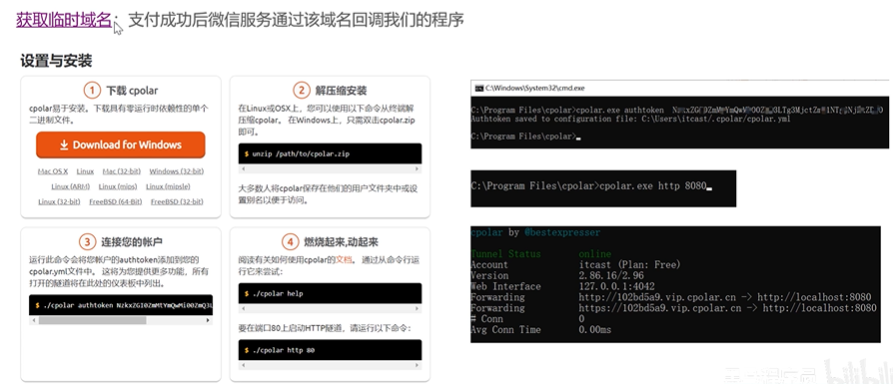 获取临时域名：支付成功后微信服务通过该域名回调我们的程序
设置与安装
1 下载 cpolar
cpolar易于安装。下载具有零运行时依赖性的单个
二进制文件。
Download for Windows
Mac OS X Linux Mac (32-bit) Windows (32-bit)
Linux (ARM) Linux (mips) Linux (mipsle)
Linux (32-bit) FreeBSD (64-Bit) FreeBSD (32-bit)
2 解压缩安装
在Linux或OSX上，您可以使用以下命令从终端解
压缩cpolar。 在Windows上，只需双击cpolar.zip
即可。
$ unzip /path/to/cpolar.zip
大多数人将cpolar保存在他们的用户文件夹中或设
置别名以便于访问。
3 连接您的帐户
运行此命令会将您帐户的authtoken添加到您的
cpolar.yml文件中。 这将为您提供更多功能，所有
打开的隧道将在此处的仪表板中列出。
$ ./cpolar authtoken
4 燃烧起来,动起来
阅读有关如何使用cpolar的文档。 通过从命令行运
行它来尝试：
$ ./cpolar help
要在端口80上启动HTTP隧道，请运行以下命令：
$ ./cpolar http 80
C:\Windows\System32\cmd.exe
C:\Program Files\cpolar>cpolar.exe authtoken
Authtoken saved to configuration file: C:\Users\itcast/.cpolar/cpolar.yml
C:\Program Files\cpolar>
C:\Program Files\cpolar>cpolar.exe http 8080
cpolar by @bestexpresser
Tunnel Status online
Account itcast (Plan: Free)
Version 2.86.16/2.96
Web Interface 127.0.0.1:4042
Forwarding http://102bd5a9.vip.cpolar.cn -> http://localhost:8080
Forwarding https://102bd5a9.vip.cpolar.cn -> http://localhost:8080
# Conn 0
Avg Conn Time 0.00ms
bilibili